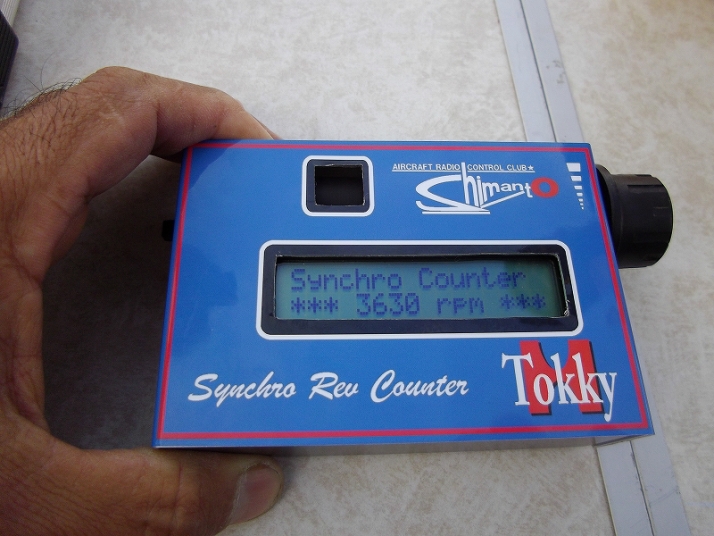 AIRCRAFT RADIO CONTROL CLUB★
Shimanto
Synchro Counter
*** 3630 rpm ***
Synchro Rev Counter
M
Tokky